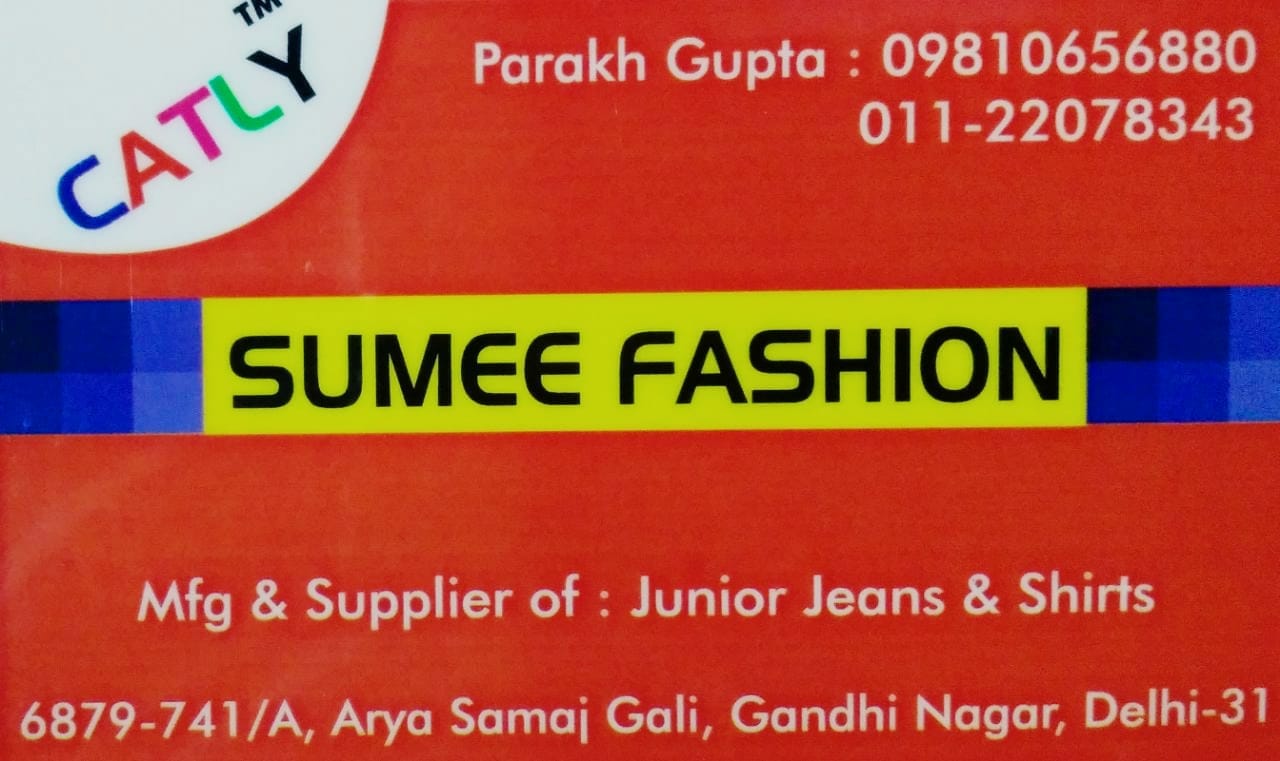 CATLY™
Parakh Gupta : 09810656880
011-22078343
SUMEE FASHION
Mfg & Supplier of : Junior Jeans & Shirts
6879-741/A, Arya Samaj Gali, Gandhi Nagar, Delhi-31